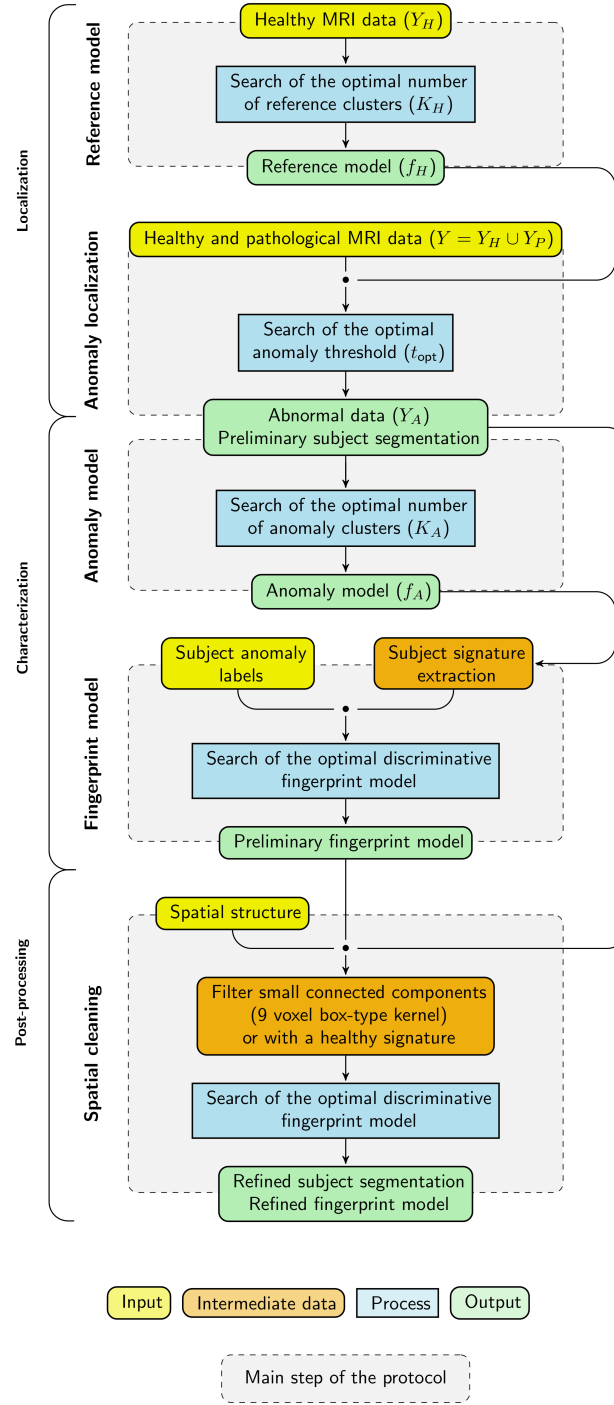 Localization
Reference model
Healthy MRI data (Y_H)
Search of the optimal number
of reference clusters (K_H)
Reference model (f_H)
Anomaly localization
Healthy and pathological MRI data (Y = Y_H ∪ Y_P)
Search of the optimal
anomaly threshold (t_opt)
Abnormal data (Y_A)
Preliminary subject segmentation
Characterization
Anomaly model
Search of the optimal number
of anomaly clusters (K_A)
Anomaly model (f_A)
Fingerprint model
Subject anomaly
labels
Subject signature
extraction
Search of the optimal discriminative
fingerprint model
Preliminary fingerprint model
Post-processing
Spatial cleaning
Spatial structure
Filter small connected components
(9 voxel box-type kernel)
or with a healthy signature
Search of the optimal discriminative
fingerprint model
Refined subject segmentation
Refined fingerprint model
Input
Intermediate data
Process
Output
Main step of the protocol